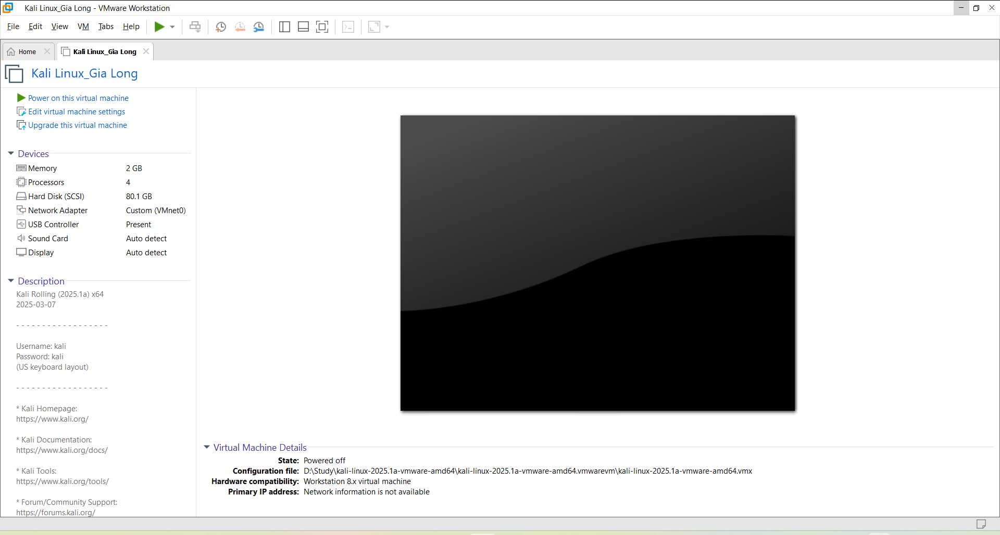 Kali Linux_Gia Long - VMware Workstation
File Edit View VM Tabs Help
Home Kali Linux_Gia Long
Kali Linux_Gia Long
Power on this virtual machine
Edit virtual machine settings
Upgrade this virtual machine
Devices
Memory 2 GB
Processors 4
Hard Disk (SCSI) 80.1 GB
Network Adapter Custom (VMnet0)
USB Controller Present
Sound Card Auto detect
Display Auto detect
Description
Kali Rolling (2025.1a) x64
2025-03-07
- - - - - - - - - - - - - - - - - -
Username: kali
Password: kali
(US keyboard layout)
- - - - - - - - - - - - - - - - - -
* Kali Homepage:
https://www.kali.org/
* Kali Documentation:
https://www.kali.org/docs/
* Kali Tools:
https://www.kali.org/tools/
* Forum/Community Support:
https://forums.kali.org/
Virtual Machine Details
State: Powered off
Configuration file: D:\Study\kali-linux-2025.1a-vmware-amd64\kali-linux-2025.1a-vmware-amd64.vmwarevm\kali-linux-2025.1a-vmware-amd64.vmx
Hardware compatibility: Workstation 8.x virtual machine
Primary IP address: Network information is not available